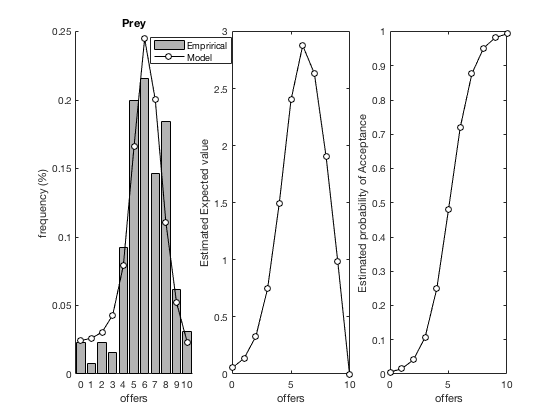 Prey
0.25
0.2
0.15
0.1
0.05
0
frequency (%)
0 1 2 3 4 5 6 7 8 9 10
offers
Emprirical
Model
3
2.5
2
1.5
1
0.5
0
Estimated Expected value
0 5 10
offers
1
0.9
0.8
0.7
0.6
0.5
0.4
0.3
0.2
0.1
0
Estimated probability of Acceptance
0 5 10
offers